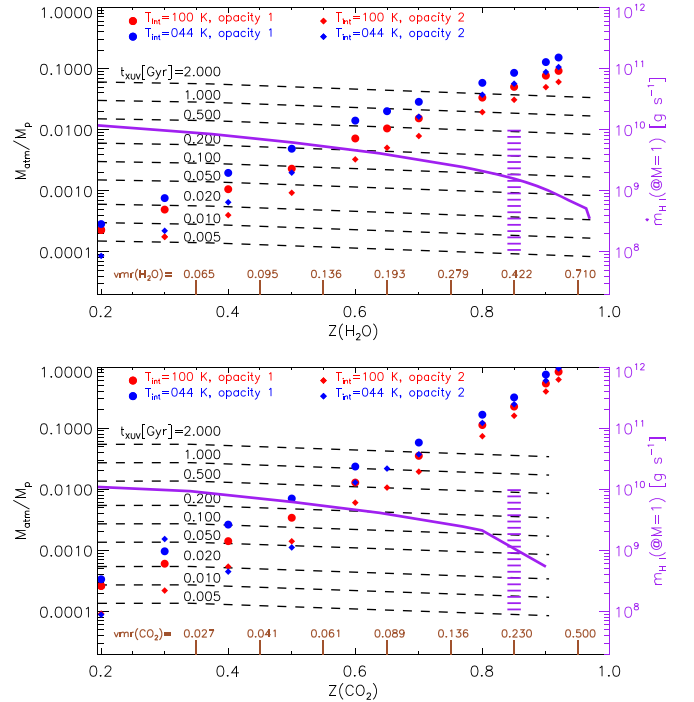 T_int=100 K, opacity 1 T_int=100 K, opacity 2
T_int=044 K, opacity 1 T_int=044 K, opacity 2
t_XUV[Gyr]=2.000
1.000
0.500
0.200
0.100
0.050
0.020
0.010
0.005
1.0000
0.1000
0.0100
0.0010
0.0001
M_atm/M_p
10^12
10^11
10^10
10^9
10^8
ṁ_H I(@M=1) [g s^-1]
vmr(H_2O)= 0.065 0.095 0.136 0.193 0.279 0.422 0.710
0.2 0.4 0.6 0.8 1.0
Z(H_2O)
T_int=100 K, opacity 1 T_int=100 K, opacity 2
T_int=044 K, opacity 1 T_int=044 K, opacity 2
t_XUV[Gyr]=2.000
1.000
0.500
0.200
0.100
0.050
0.020
0.010
0.005
1.0000
0.1000
0.0100
0.0010
0.0001
M_atm/M_p
10^12
10^11
10^10
10^9
10^8
ṁ_H I(@M=1) [g s^-1]
vmr(CO_2)= 0.027 0.041 0.061 0.089 0.136 0.230 0.500
0.2 0.4 0.6 0.8 1.0
Z(CO_2)